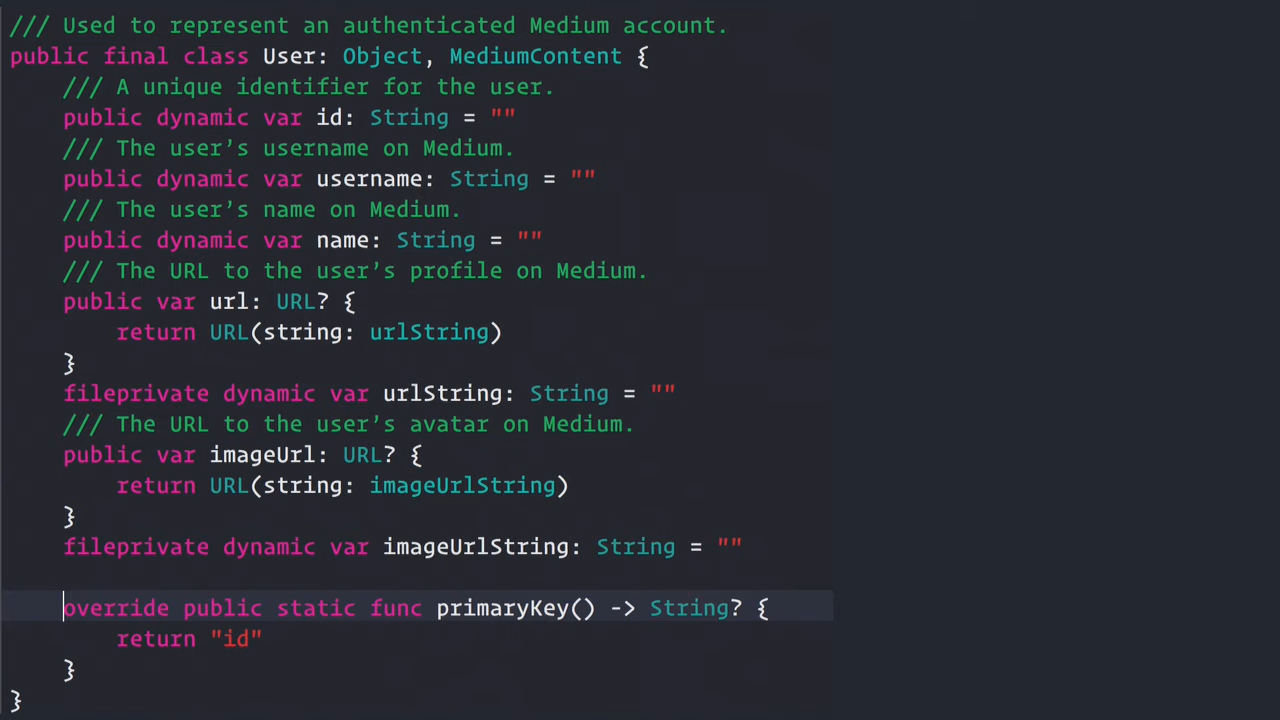 /// Used to represent an authenticated Medium account.
public final class User: Object, MediumContent {
    /// A unique identifier for the user.
    public dynamic var id: String = ""
    /// The user’s username on Medium.
    public dynamic var username: String = ""
    /// The user’s name on Medium.
    public dynamic var name: String = ""
    /// The URL to the user’s profile on Medium.
    public var url: URL? {
        return URL(string: urlString)
    }
    fileprivate dynamic var urlString: String = ""
    /// The URL to the user’s avatar on Medium.
    public var imageUrl: URL? {
        return URL(string: imageUrlString)
    }
    fileprivate dynamic var imageUrlString: String = ""
    override public static func primaryKey() -> String? {
        return "id"
    }
}